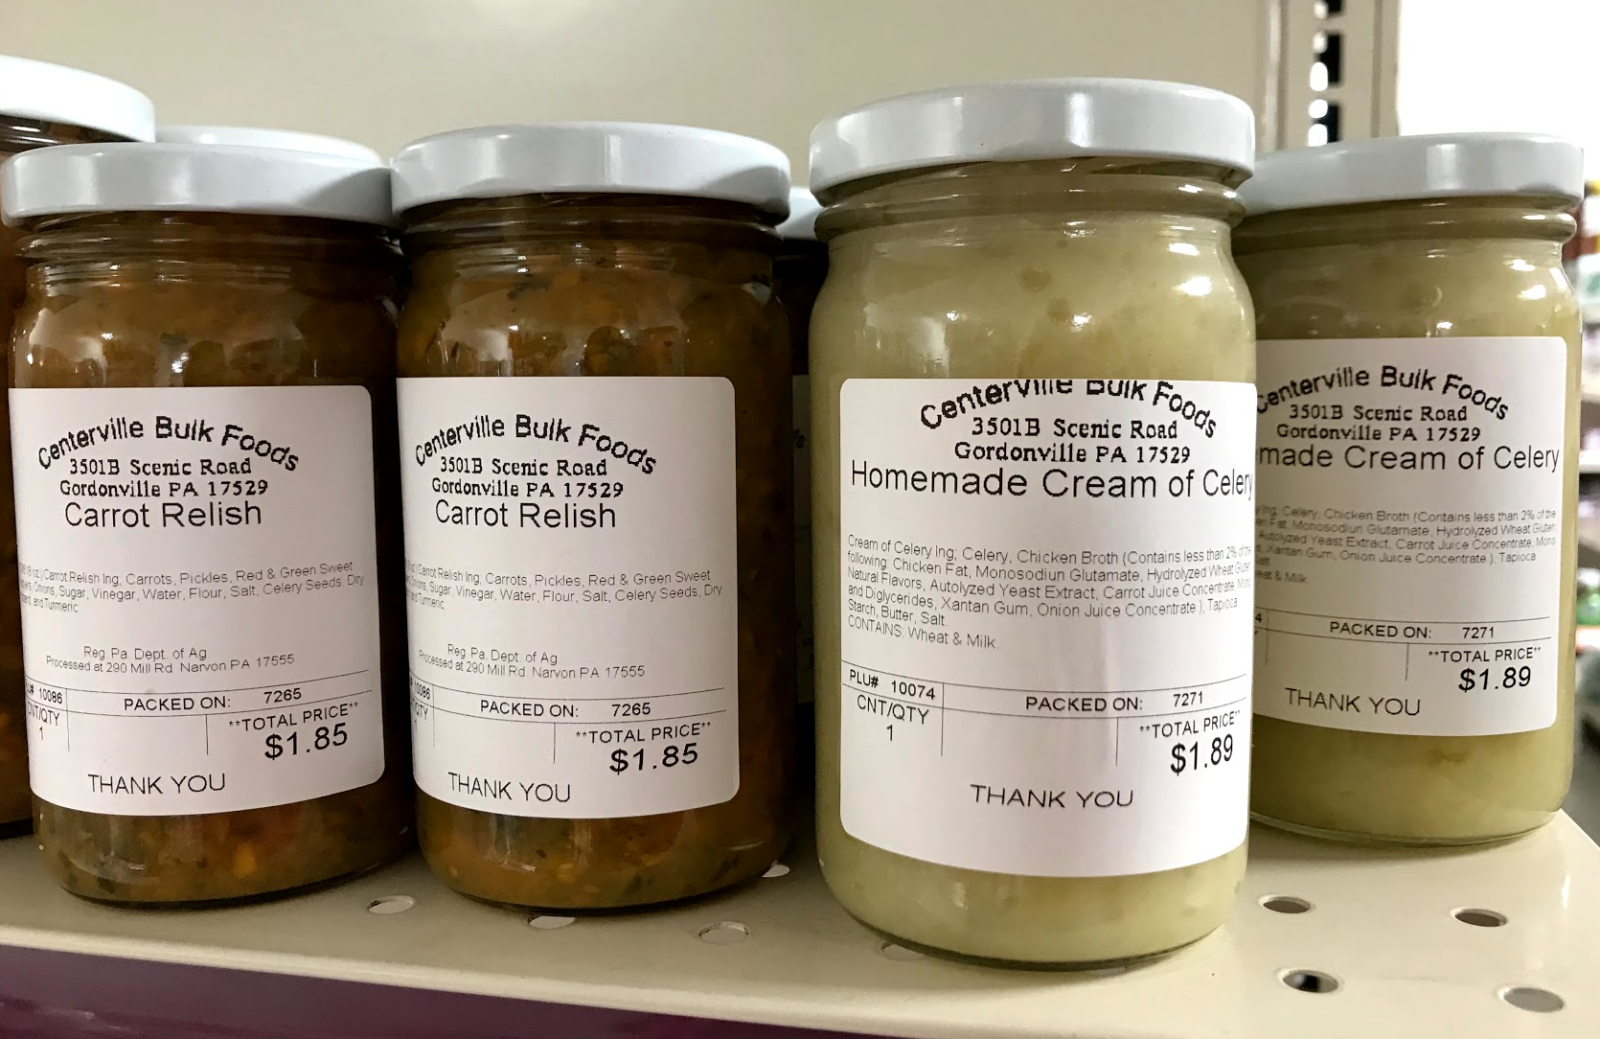 Centerville Bulk Foods
3501B Scenic Road
Gordonville PA 17529
Carrot Relish
Carrot Relish Ing; Carrots, Pickles, Red & Green Sweet
Onions, Sugar, Vinegar, Water, Flour, Salt, Celery Seeds, Dry
and Turmeric
Reg. Pa. Dept. of Ag.
Processed at 290 Mill Rd. Narvon PA 17555
10086
PACKED ON: 7265
CNT/QTY
1
**TOTAL PRICE**
$1.85
THANK YOU
Centerville Bulk Foods
3501B Scenic Road
Gordonville PA 17529
Carrot Relish
Carrot Relish Ing; Carrots, Pickles, Red & Green Sweet
Onions, Sugar, Vinegar, Water, Flour, Salt, Celery Seeds, Dry
and Turmeric
Reg. Pa. Dept. of Ag.
Processed at 290 Mill Rd. Narvon PA 17555
10086
PACKED ON: 7265
QTY
**TOTAL PRICE**
$1.85
THANK YOU
Centerville Bulk Foods
3501B Scenic Road
Gordonville PA 17529
Homemade Cream of Celery
Cream of Celery Ing; Celery, Chicken Broth (Contains less than 2% of the
following: Chicken Fat, Monosodiun Glutamate, Hydrolyzed Wheat Gluten,
Natural Flavors, Autolyzed Yeast Extract, Carrot Juice Concentrate, Mono
and Diglycerides, Xantan Gum, Onion Juice Concentrate ), Tapioca
Starch, Butter, Salt.
CONTAINS: Wheat & Milk.
PLU# 10074
PACKED ON: 7271
CNT/QTY
1
**TOTAL PRICE**
$1.89
THANK YOU
Centerville Bulk Foods
3501B Scenic Road
Gordonville PA 17529
made Cream of Celery
Ing; Celery, Chicken Broth (Contains less than 2% of the
Fat, Monosodiun Glutamate, Hydrolyzed Wheat Gluten,
Autolyzed Yeast Extract, Carrot Juice Concentrate, Mono
Xantan Gum, Onion Juice Concentrate ), Tapioca
& Milk.
4
PACKED ON: 7271
**TOTAL PRICE**
$1.89
THANK YOU